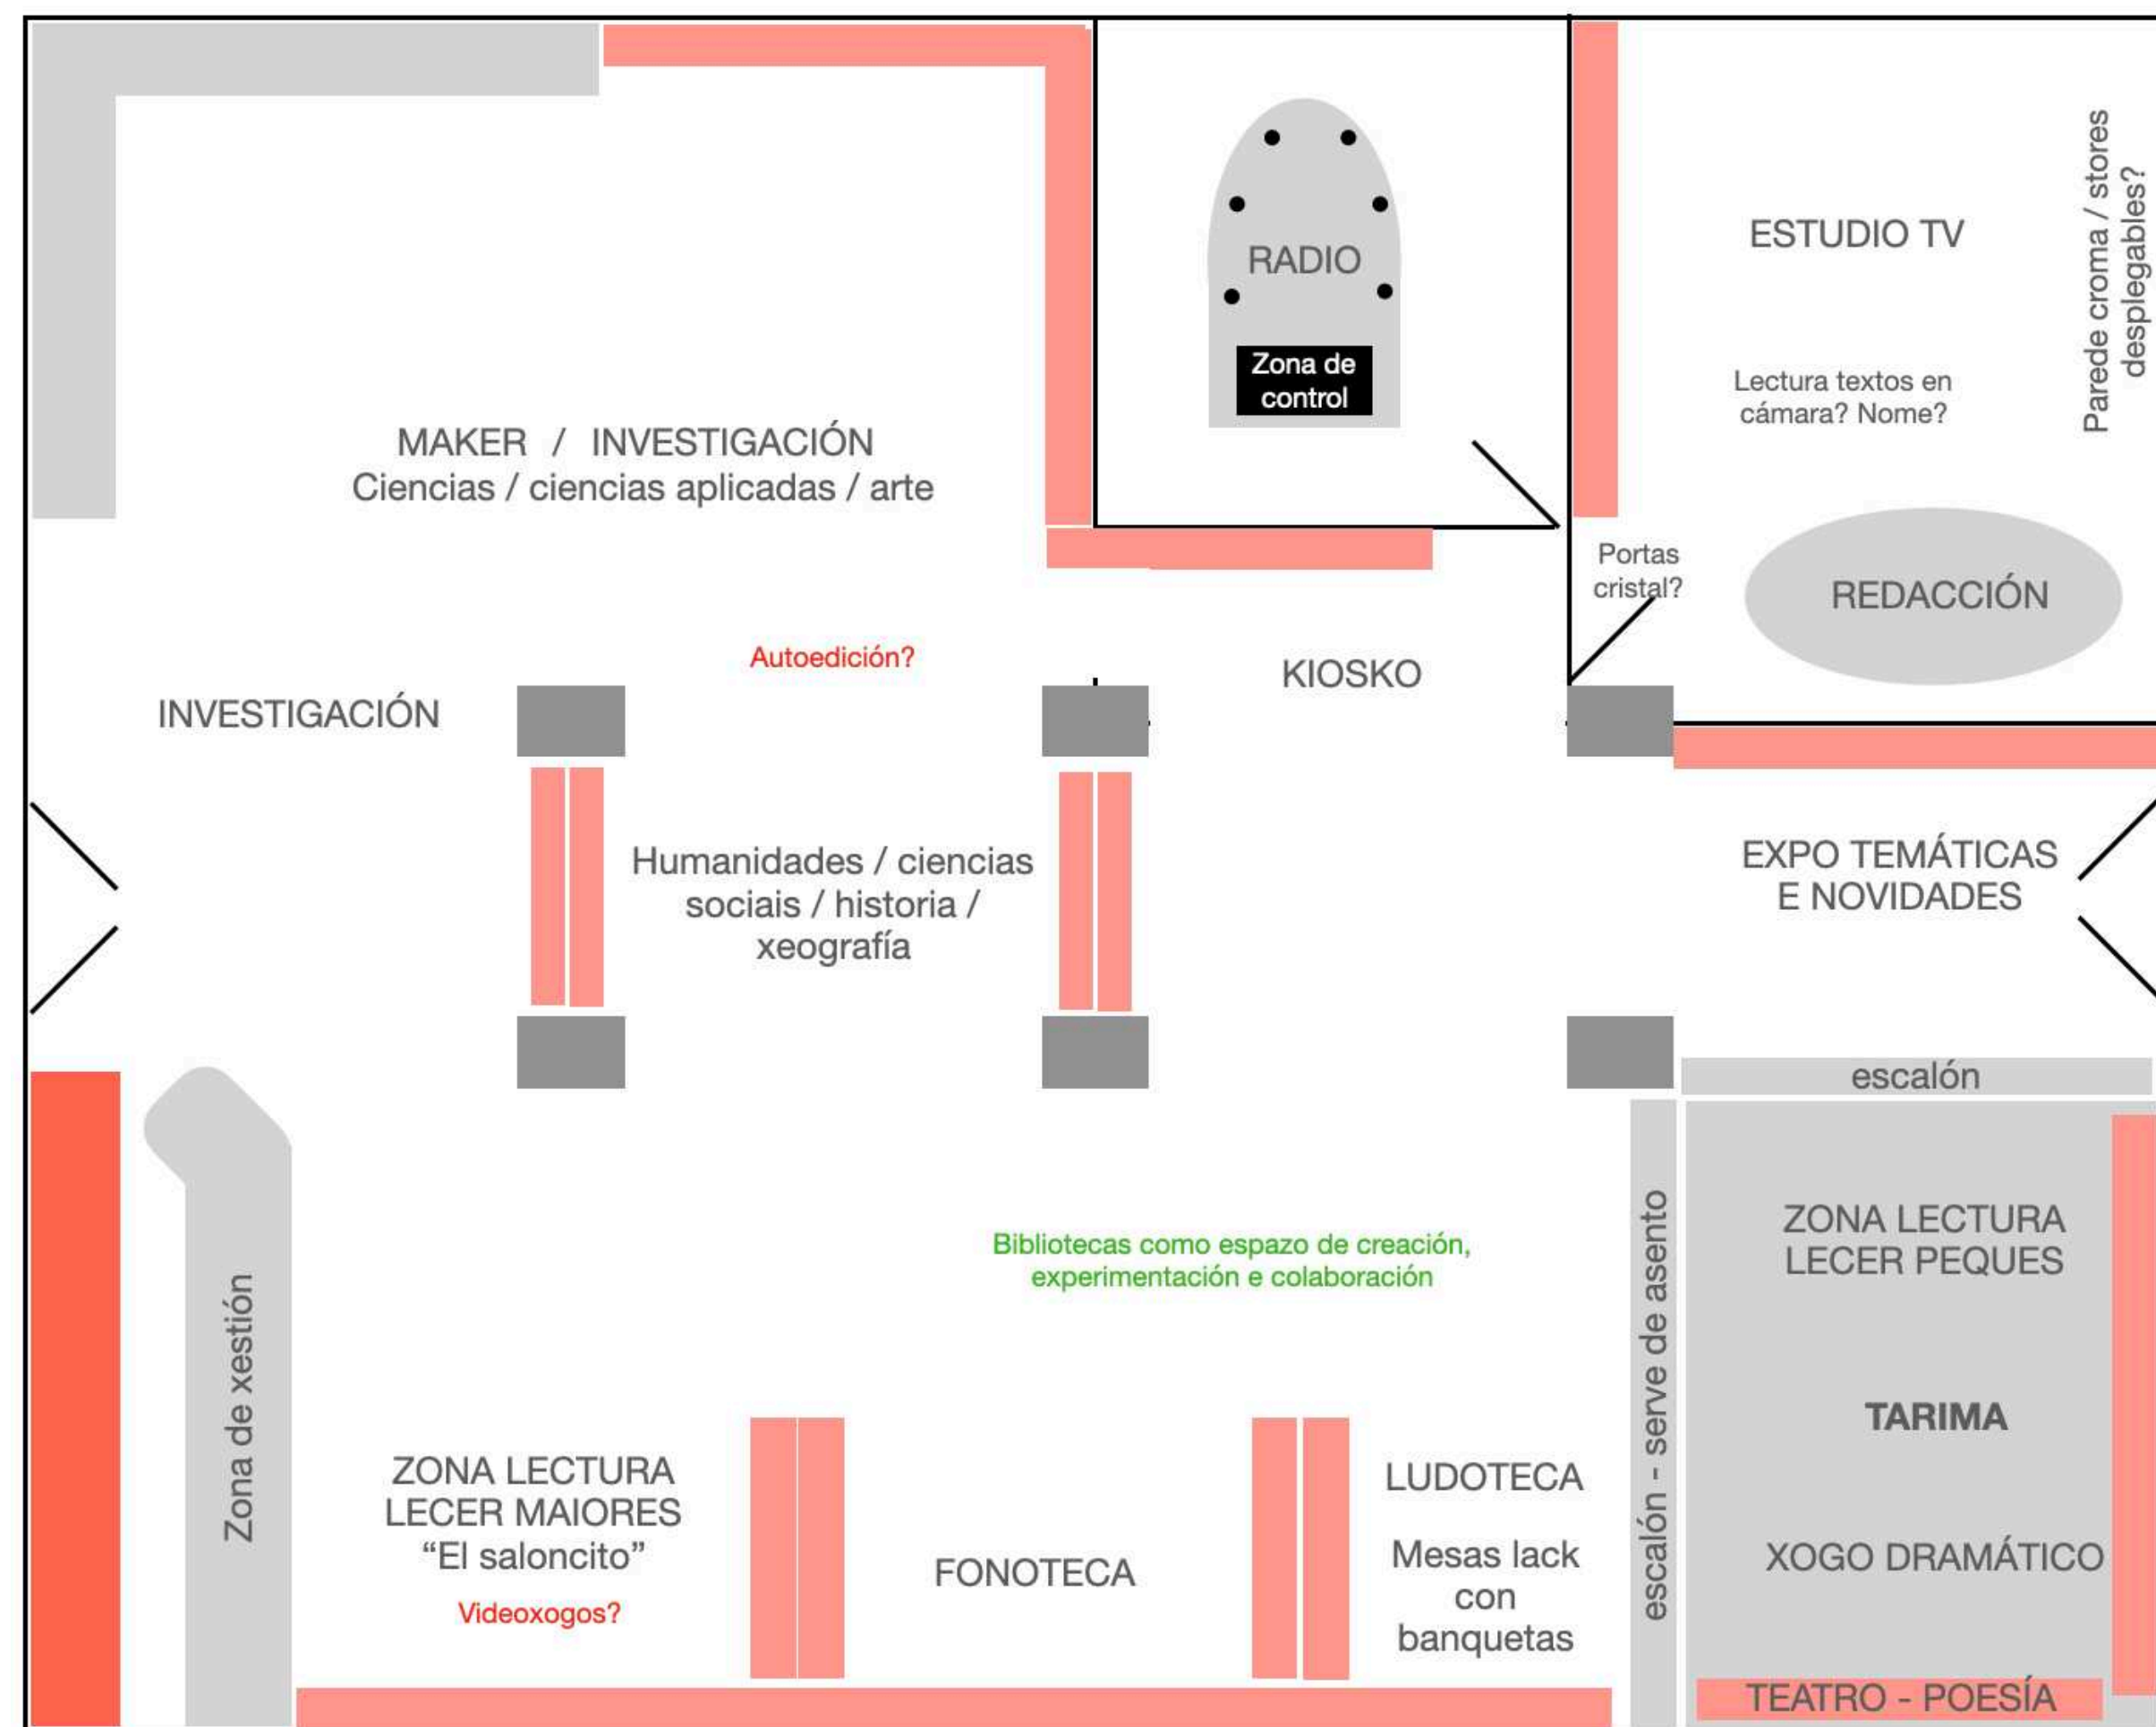 RADIO
Zona de
control
ESTUDIO TV
Lectura textos en
cámara? Nome?
Parede croma / stores
desplegables?
MAKER / INVESTIGACIÓN
Ciencias / ciencias aplicadas / arte
Portas
cristal?
REDACCIÓN
Autoedición?
KIOSKO
INVESTIGACIÓN
Humanidades / ciencias
sociais / historia /
xeografía
EXPO TEMÁTICAS
E NOVIDADES
escalón
Zona de xestión
Bibliotecas como espazo de creación,
experimentación e colaboración
escalón - serve de asento
ZONA LECTURA
LECER PEQUES
TARIMA
XOGO DRAMÁTICO
TEATRO - POESÍA
ZONA LECTURA
LECER MAIORES
“El saloncito”
Videoxogos?
FONOTECA
LUDOTECA
Mesas lack
con
banquetas